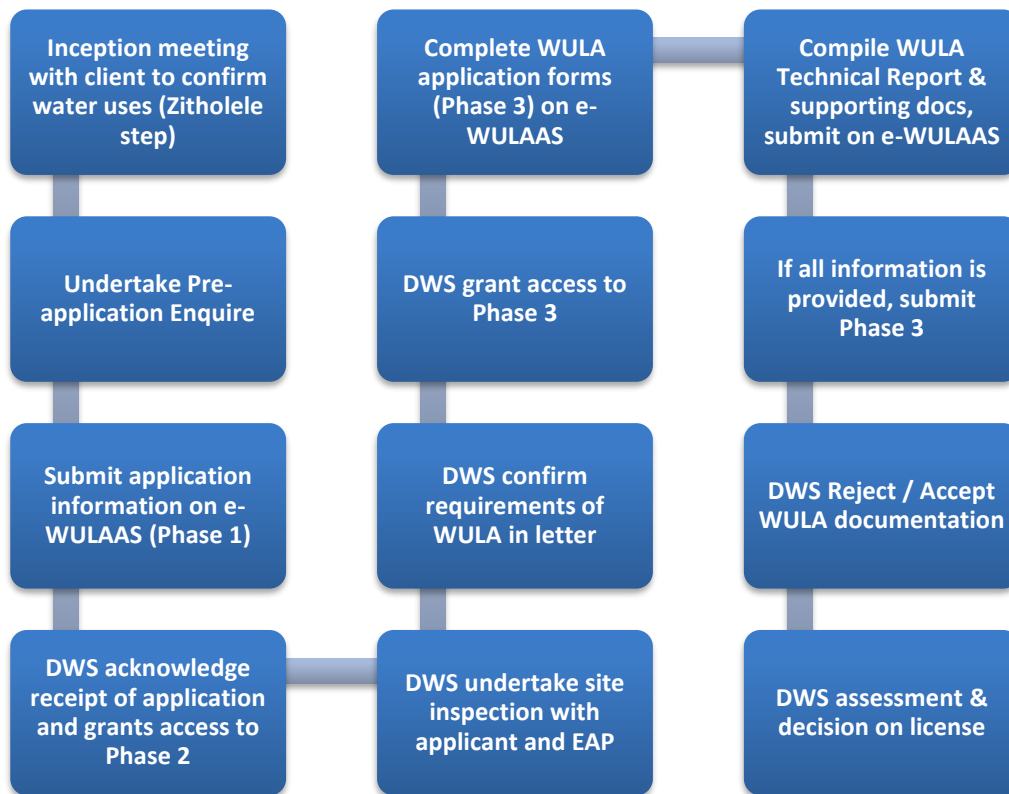 Inception meeting
with client to confirm
water uses (Zitholele
step)
Undertake Pre-
application Enquire
Submit application
information on e-
WULAAS (Phase 1)
DWS acknowledge
receipt of application
and grants access to
Phase 2
DWS undertake site
inspection with
applicant and EAP
DWS confirm
requirements of
WULA in letter
DWS grant access to
Phase 3
Complete WULA
application forms
(Phase 3) on e-
WULAAS
Compile WULA
Technical Report &
supporting docs,
submit on e-WULAAS
If all information is
provided, submit
Phase 3
DWS Reject / Accept
WULA documentation
DWS assessment &
decision on license